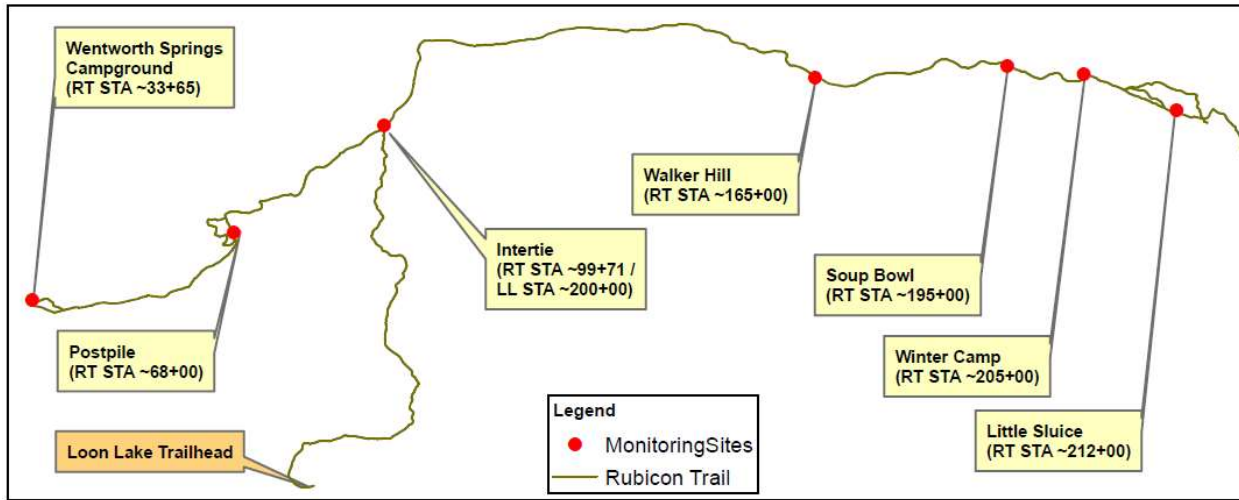 Wentworth Springs
Campground
(RT STA ~33+65)
Walker Hill
(RT STA ~165+00)
Intertie
(RT STA ~99+71 /
LL STA ~200+00)
Soup Bowl
(RT STA ~195+00)
Postpile
(RT STA ~68+00)
Winter Camp
(RT STA ~205+00)
Little Sluice
(RT STA ~212+00)
Loon Lake Trailhead
Legend
MonitoringSites
Rubicon Trail